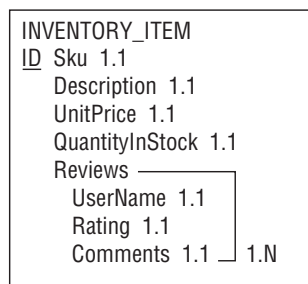 INVENTORY_ITEM
ID Sku 1.1
Description 1.1
UnitPrice 1.1
QuantityInStock 1.1
Reviews
UserName 1.1
Rating 1.1
Comments 1.1 1.N